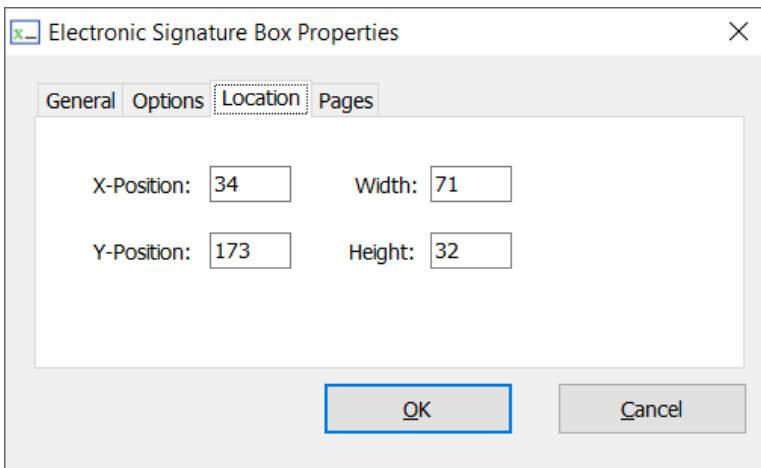 Electronic Signature Box Properties
General Options Location Pages
X-Position: 34 Width: 71
Y-Position: 173 Height: 32
OK Cancel